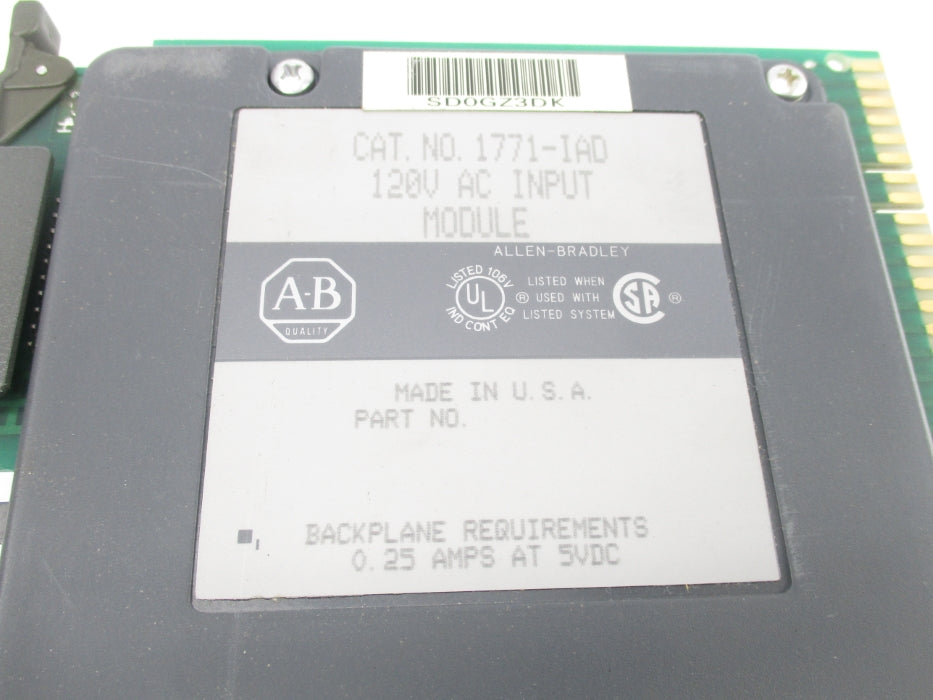 SD0GZ3DK
CAT. NO. 1771-IAD
120V AC INPUT
MODULE
ALLEN-BRADLEY
A-B
QUALITY
LISTED 106V
UL
IND CONT EQ
®
LISTED WHEN
USED WITH
LISTED SYSTEM
SA
®
MADE IN U.S.A.
PART NO.
BACKPLANE REQUIREMENTS
0.25 AMPS AT 5VDC